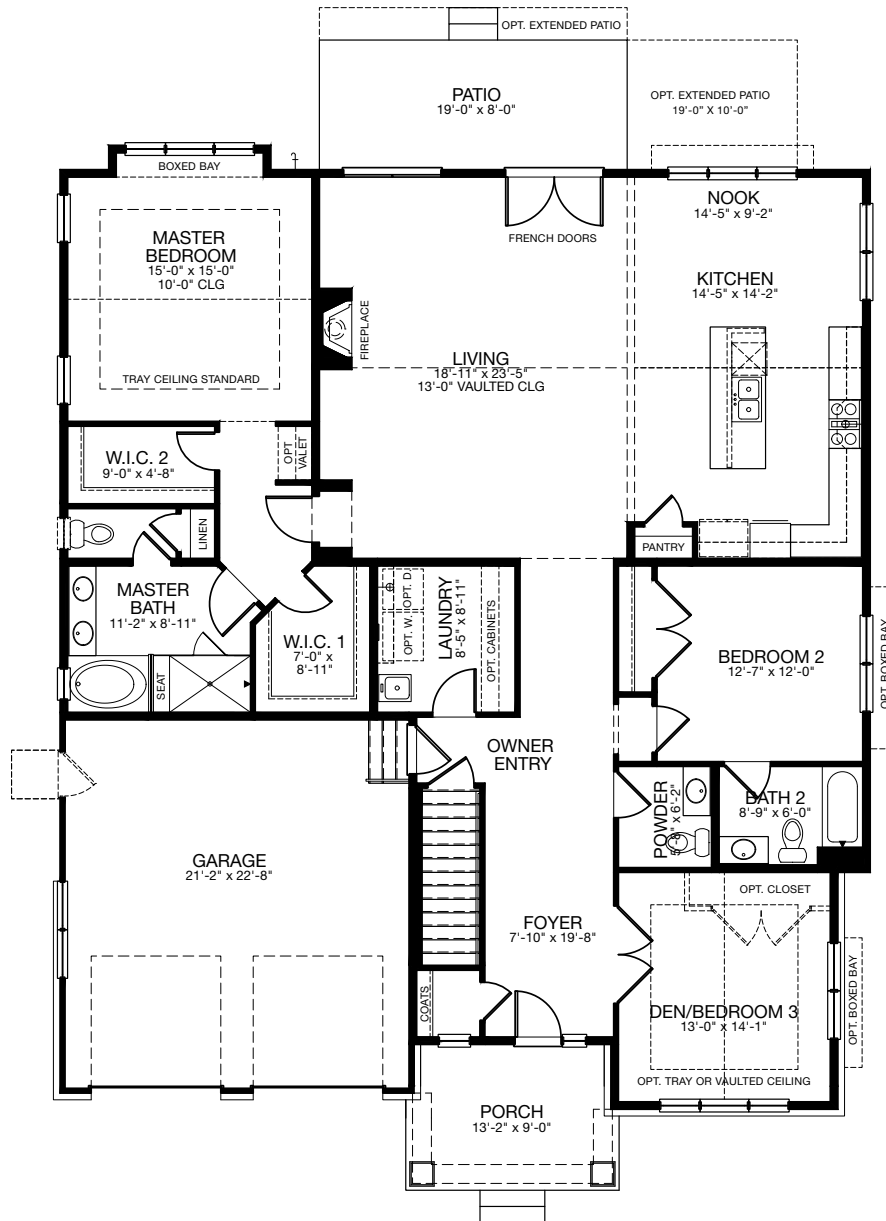 OPT. EXTENDED PATIO
PATIO
19'-0" x 8'-0"
OPT. EXTENDED PATIO
19'-0" X 10'-0"
BOXED BAY
MASTER
BEDROOM
15'-0" x 15'-0"
10'-0" CLG
TRAY CEILING STANDARD
FRENCH DOORS
NOOK
14'-5" x 9'-2"
KITCHEN
14'-5" x 14'-2"
FIREPLACE
LIVING
18'-11" x 23'-5"
13'-0" VAULTED CLG
W.I.C. 2
9'-0" x 4'-8"
OPT
VALET
LINEN
PANTRY
MASTER
BATH
11'-2" x 8'-11"
SEAT
W.I.C. 1
7'-0" x
8'-11"
OPT. W.
OPT. D.
LAUNDRY
8'-5" x 8'-11"
OPT. CABINETS
BEDROOM 2
12'-7" x 12'-0"
OPT. BOXED BAY
OWNER
ENTRY
POWDER
5'-8" x 6'-2"
BATH 2
8'-9" x 6'-0"
GARAGE
21'-2" x 22'-8"
FOYER
7'-10" x 19'-8"
OPT. CLOSET
COATS
DEN/BEDROOM 3
13'-0" x 14'-1"
OPT. BOXED BAY
OPT. TRAY OR VAULTED CEILING
PORCH
13'-2" x 9'-0"